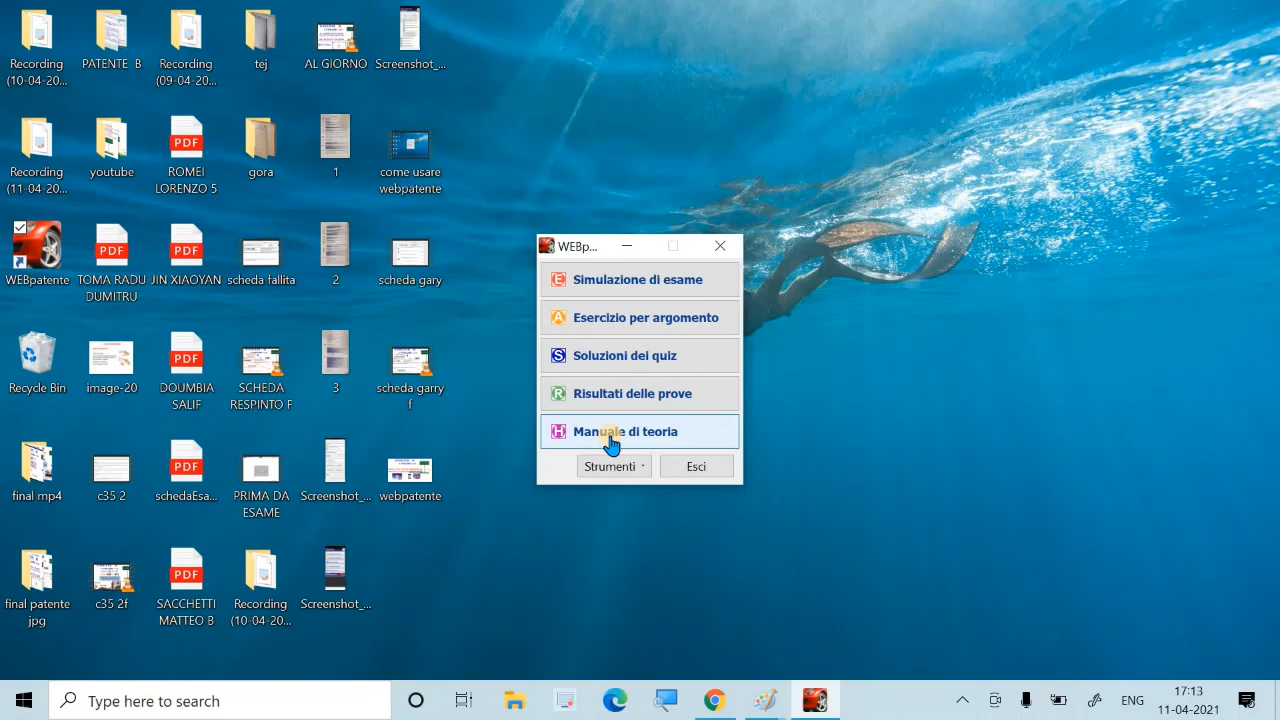 Recording
(10-04-20...
PATENTE B
Recording
(09-04-20...
tej
AL GIORNO
Screenshot_...
Recording
(11-04-20...
youtube
PDF
ROMEI
LORENZO 5
gora
1
come usare
webpatente
WEBpatente
PDF
TOMA RADU
DUMITRU
PDF
JIN XIAOYAN
scheda fallita
2
scheda gary
Recycle Bin
image-20
PDF
DOUMBIA
SALIF
SCHEDA
RESPINTO F
3
scheda garry
f
final mp4
c35 2
PDF
schedaEsa...
PRIMA DA
ESAME
Screenshot_...
webpatente
final patente
jpg
c35 2f
PDF
SACCHETTI
MATTEO B
Recording
(10-04-20...
Screenshot_...
WEBp...
E Simulazione di esame
A Esercizio per argomento
S Soluzioni dei quiz
R Risultati delle prove
H Manuale di teoria
Strumenti
Esci
Type here to search
ENG
17:13
11-04-2021